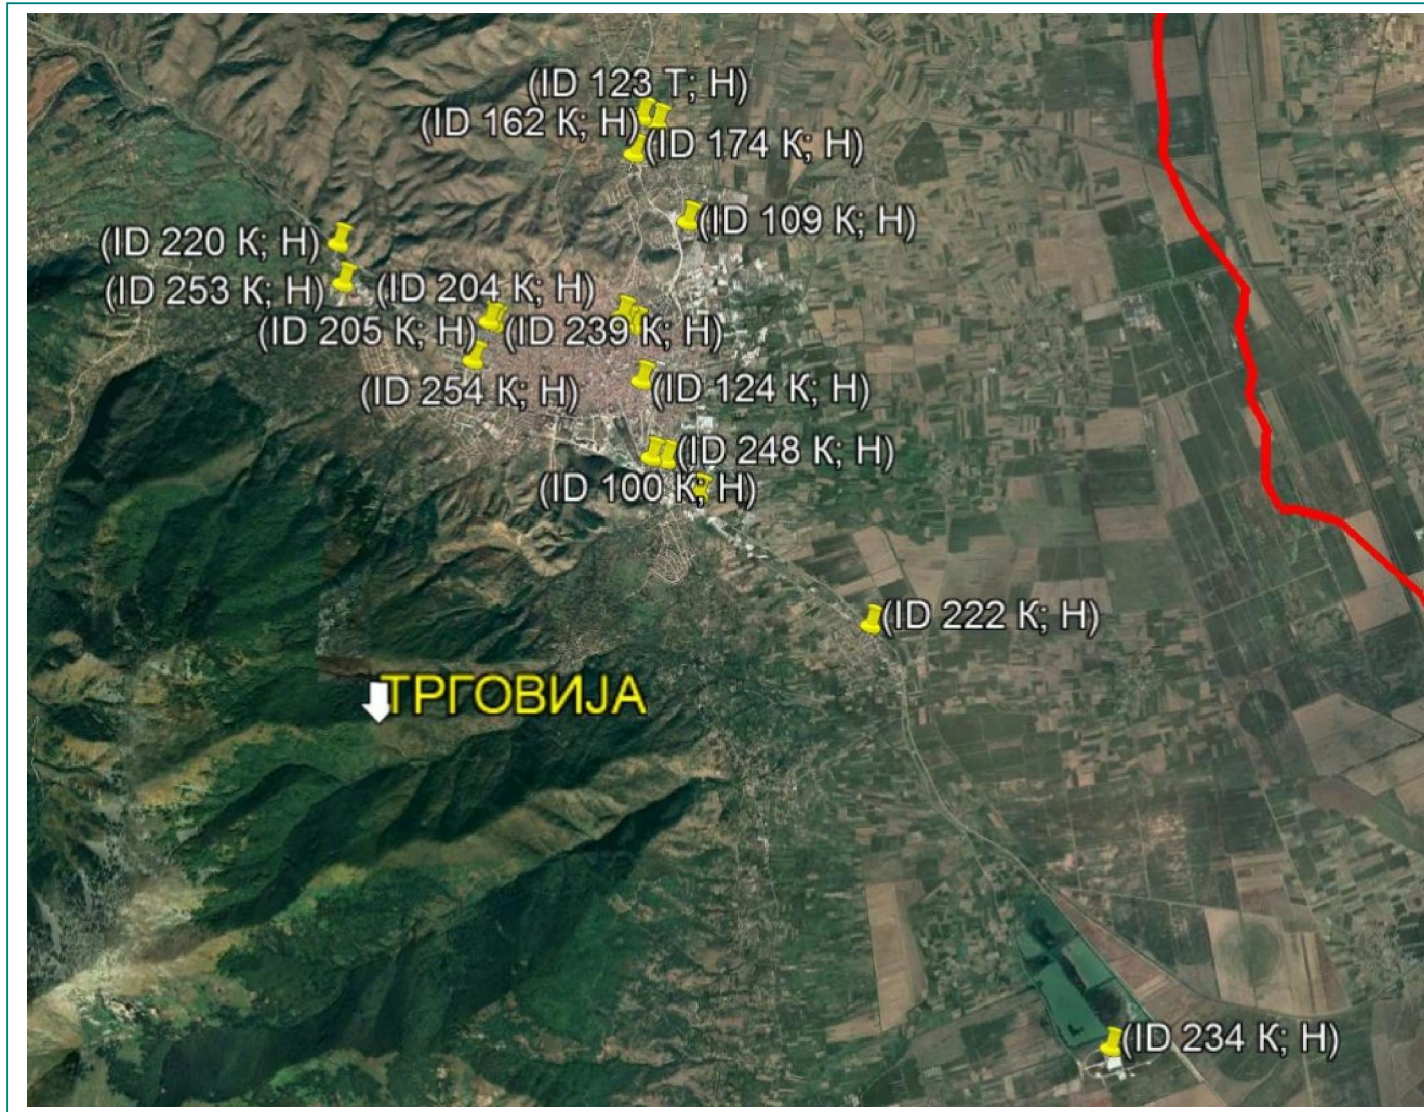 (ID 123 Т; Н)
(ID 162 К; Н)
(ID 174 К; Н)
(ID 109 К; Н)
(ID 220 К; Н)
(ID 253 К; Н)
(ID 204 К; Н)
(ID 205 К; Н)
(ID 239 К; Н)
(ID 254 К; Н)
(ID 124 К; Н)
(ID 248 К; Н)
(ID 100 К; Н)
(ID 222 К; Н)
ТРГОВИЈА
(ID 234 К; Н)